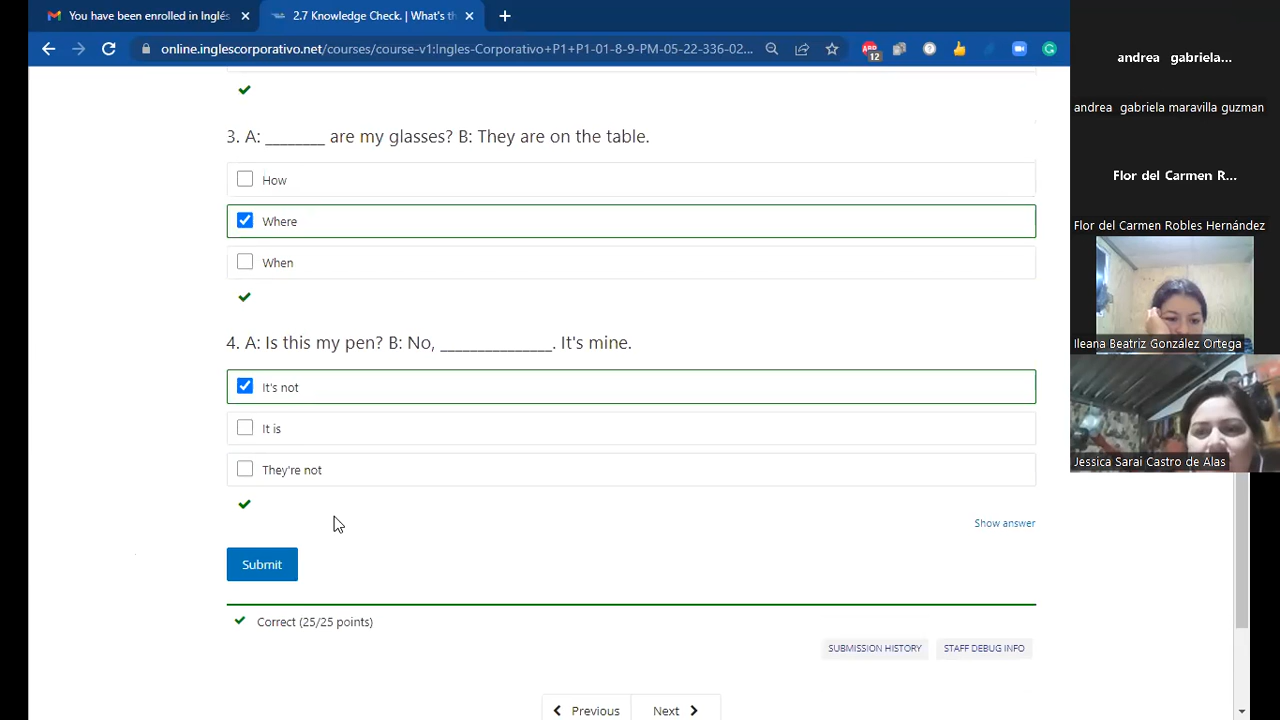 You have been enrolled in Inglés
2.7 Knowledge Check. | What's th
online.inglescorporativo.net/courses/course-v1:Ingles-Corporativo+P1+P1-01-8-9-PM-05-22-336-02...
12
andrea gabriela...
andrea gabriela maravilla guzman
3. A: ________ are my glasses? B: They are on the table.
How
Flor del Carmen R...
Where
Flor del Carmen Robles Hernández
When
4. A: Is this my pen? B: No, _______________. It's mine.
Ileana Beatriz González Ortega
It's not
It is
Jessica Sarai Castro de Alas
They're not
Show answer
Submit
Correct (25/25 points)
SUBMISSION HISTORY
STAFF DEBUG INFO
Previous
Next